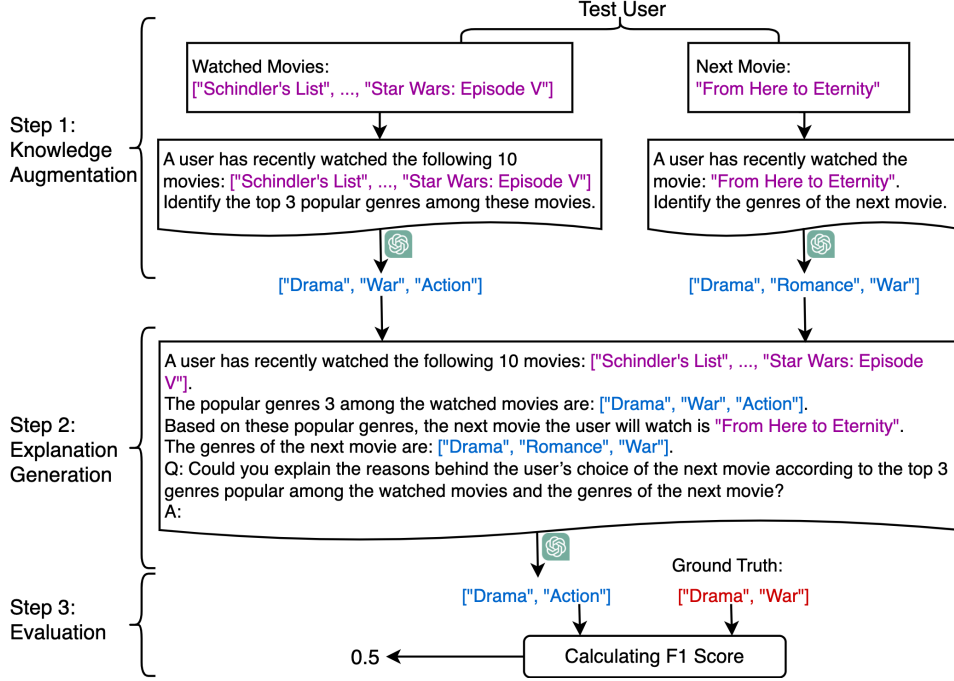 Test User
Watched Movies:
["Schindler's List", ..., "Star Wars: Episode V"]
Next Movie:
"From Here to Eternity"
Step 1:
Knowledge
Augmentation
A user has recently watched the following 10
movies: ["Schindler's List", ..., "Star Wars: Episode V"]
Identify the top 3 popular genres among these movies.
A user has recently watched the
movie: "From Here to Eternity".
Identify the genres of the next movie.
["Drama", "War", "Action"]
["Drama", "Romance", "War"]
Step 2:
Explanation
Generation
A user has recently watched the following 10 movies: ["Schindler's List", ..., "Star Wars: Episode
V"].
The popular genres 3 among the watched movies are: ["Drama", "War", "Action"].
Based on these popular genres, the next movie the user will watch is "From Here to Eternity".
The genres of the next movie are: ["Drama", "Romance", "War"].
Q: Could you explain the reasons behind the user's choice of the next movie according to the top 3
genres popular among the watched movies and the genres of the next movie?
A:
Step 3:
Evaluation
["Drama", "Action"]
Ground Truth:
["Drama", "War"]
Calculating F1 Score
0.5